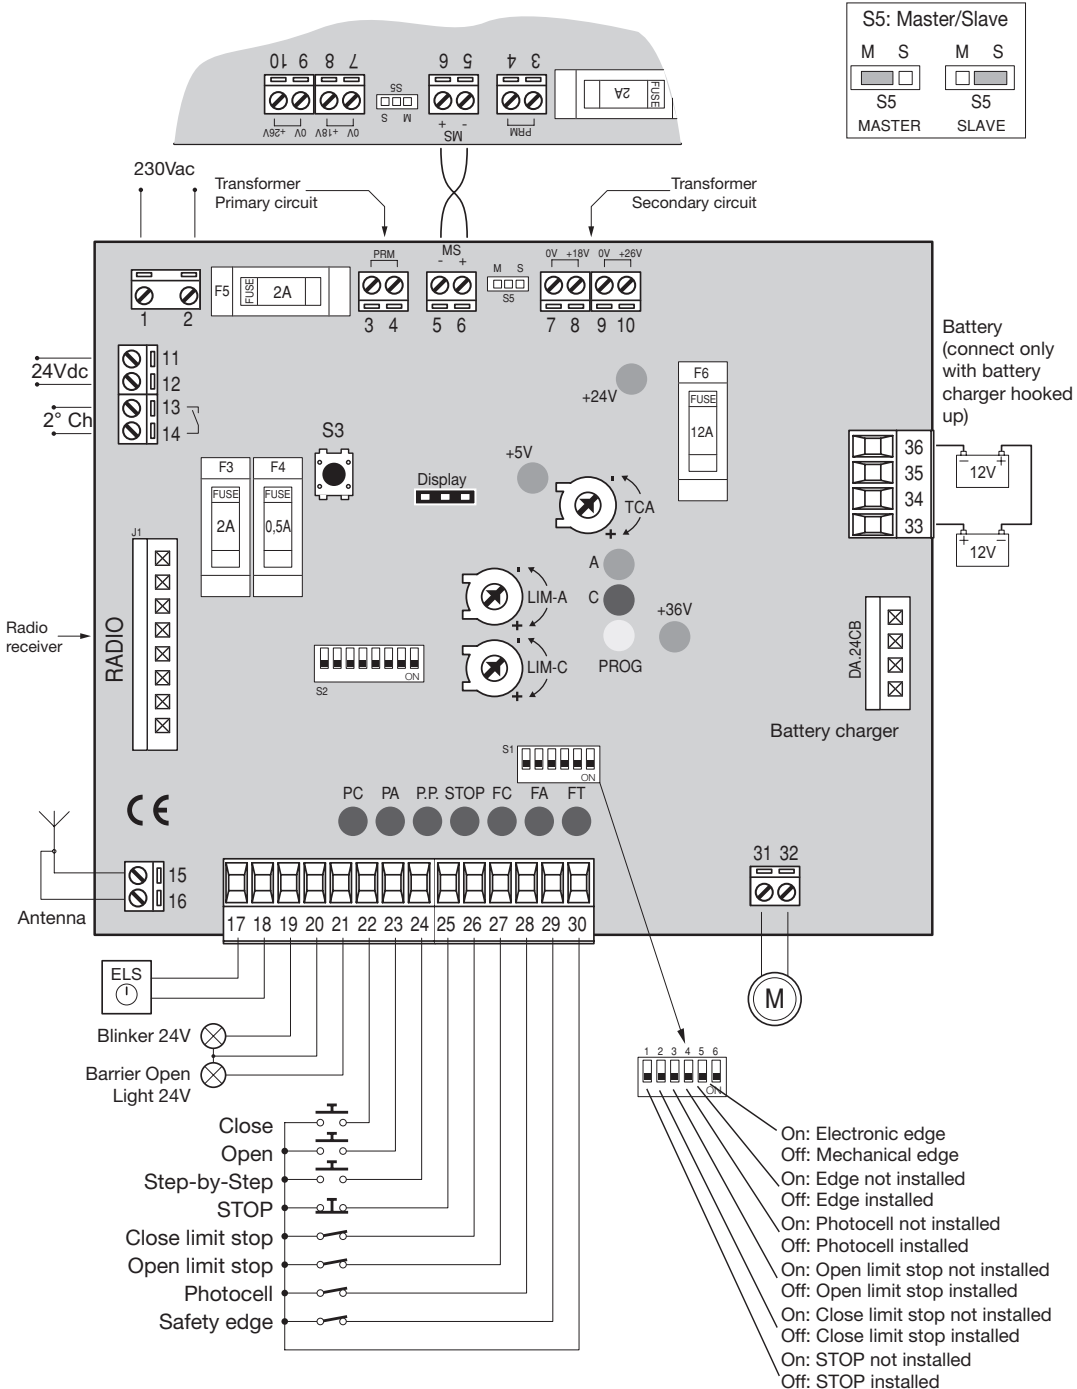 S5: Master/Slave
M S
M S
S5
S5
MASTER
SLAVE
10 9 8 7
6 5
4 3
S5
S M
2A
FUSE
+26V 0V
+18V 0V
+ -
MS
PRM
230Vac
Transformer
Primary circuit
Transformer
Secondary circuit
PRM
MS
- +
M S
S5
0V +18V
0V +26V
F5
FUSE
2A
1 2
3 4
5 6
7 8 9 10
24Vdc
11
12
2° Ch
13
14
+24V
F6
FUSE
12A
Battery
(connect only
with battery
charger hooked
up)
S3
F3
FUSE
2A
F4
FUSE
0,5A
Display
+5V
- TCA +
36
35
34
33
- +
12V
+ -
12V
J1
RADIO
Radio
receiver
A
C
PROG
+36V
- LIM-A +
- LIM-C +
S2
ON
DA.24CB
Battery charger
S1
ON
CE
PC PA P.P. STOP FC FA FT
31 32
15
16
Antenna
17 18 19 20 21 22 23 24 25 26 27 28 29 30
M
ELS
Blinker 24V
Barrier Open
Light 24V
Close
Open
Step-by-Step
STOP
Close limit stop
Open limit stop
Photocell
Safety edge
1 2 3 4 5 6
ON
On: Electronic edge
Off: Mechanical edge
On: Edge not installed
Off: Edge installed
On: Photocell not installed
Off: Photocell installed
On: Open limit stop not installed
Off: Open limit stop installed
On: Close limit stop not installed
Off: Close limit stop installed
On: STOP not installed
Off: STOP installed